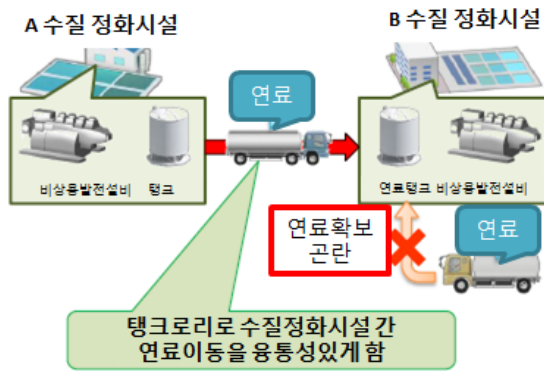 A 수질 정화시설
B 수질 정화시설
연료
비상용발전설비 탱크
연료탱크 비상용발전설비
연료확보
곤란
연료
탱크로리로 수질정화시설 간
연료이동을 융통성있게 함